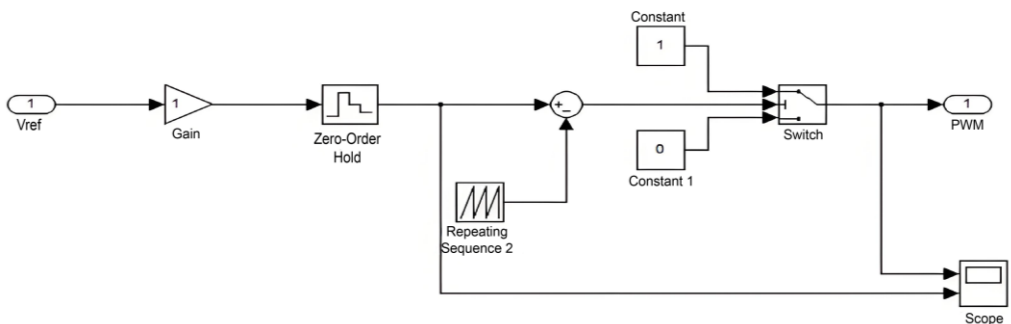 Constant
1
1
1
1
Vref
Gain
Zero-Order
Hold
+
−
Switch
PWM
0
Constant 1
Repeating
Sequence 2
Scope